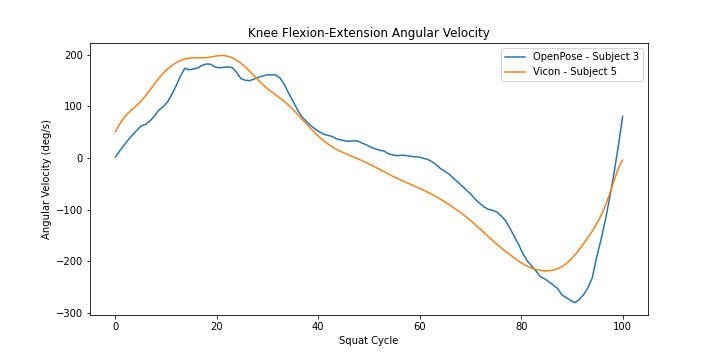 Knee Flexion-Extension Angular Velocity
OpenPose - Subject 3
Vicon - Subject 5
200
100
0
−100
−200
−300
Angular Velocity (deg/s)
0 20 40 60 80 100
Squat Cycle